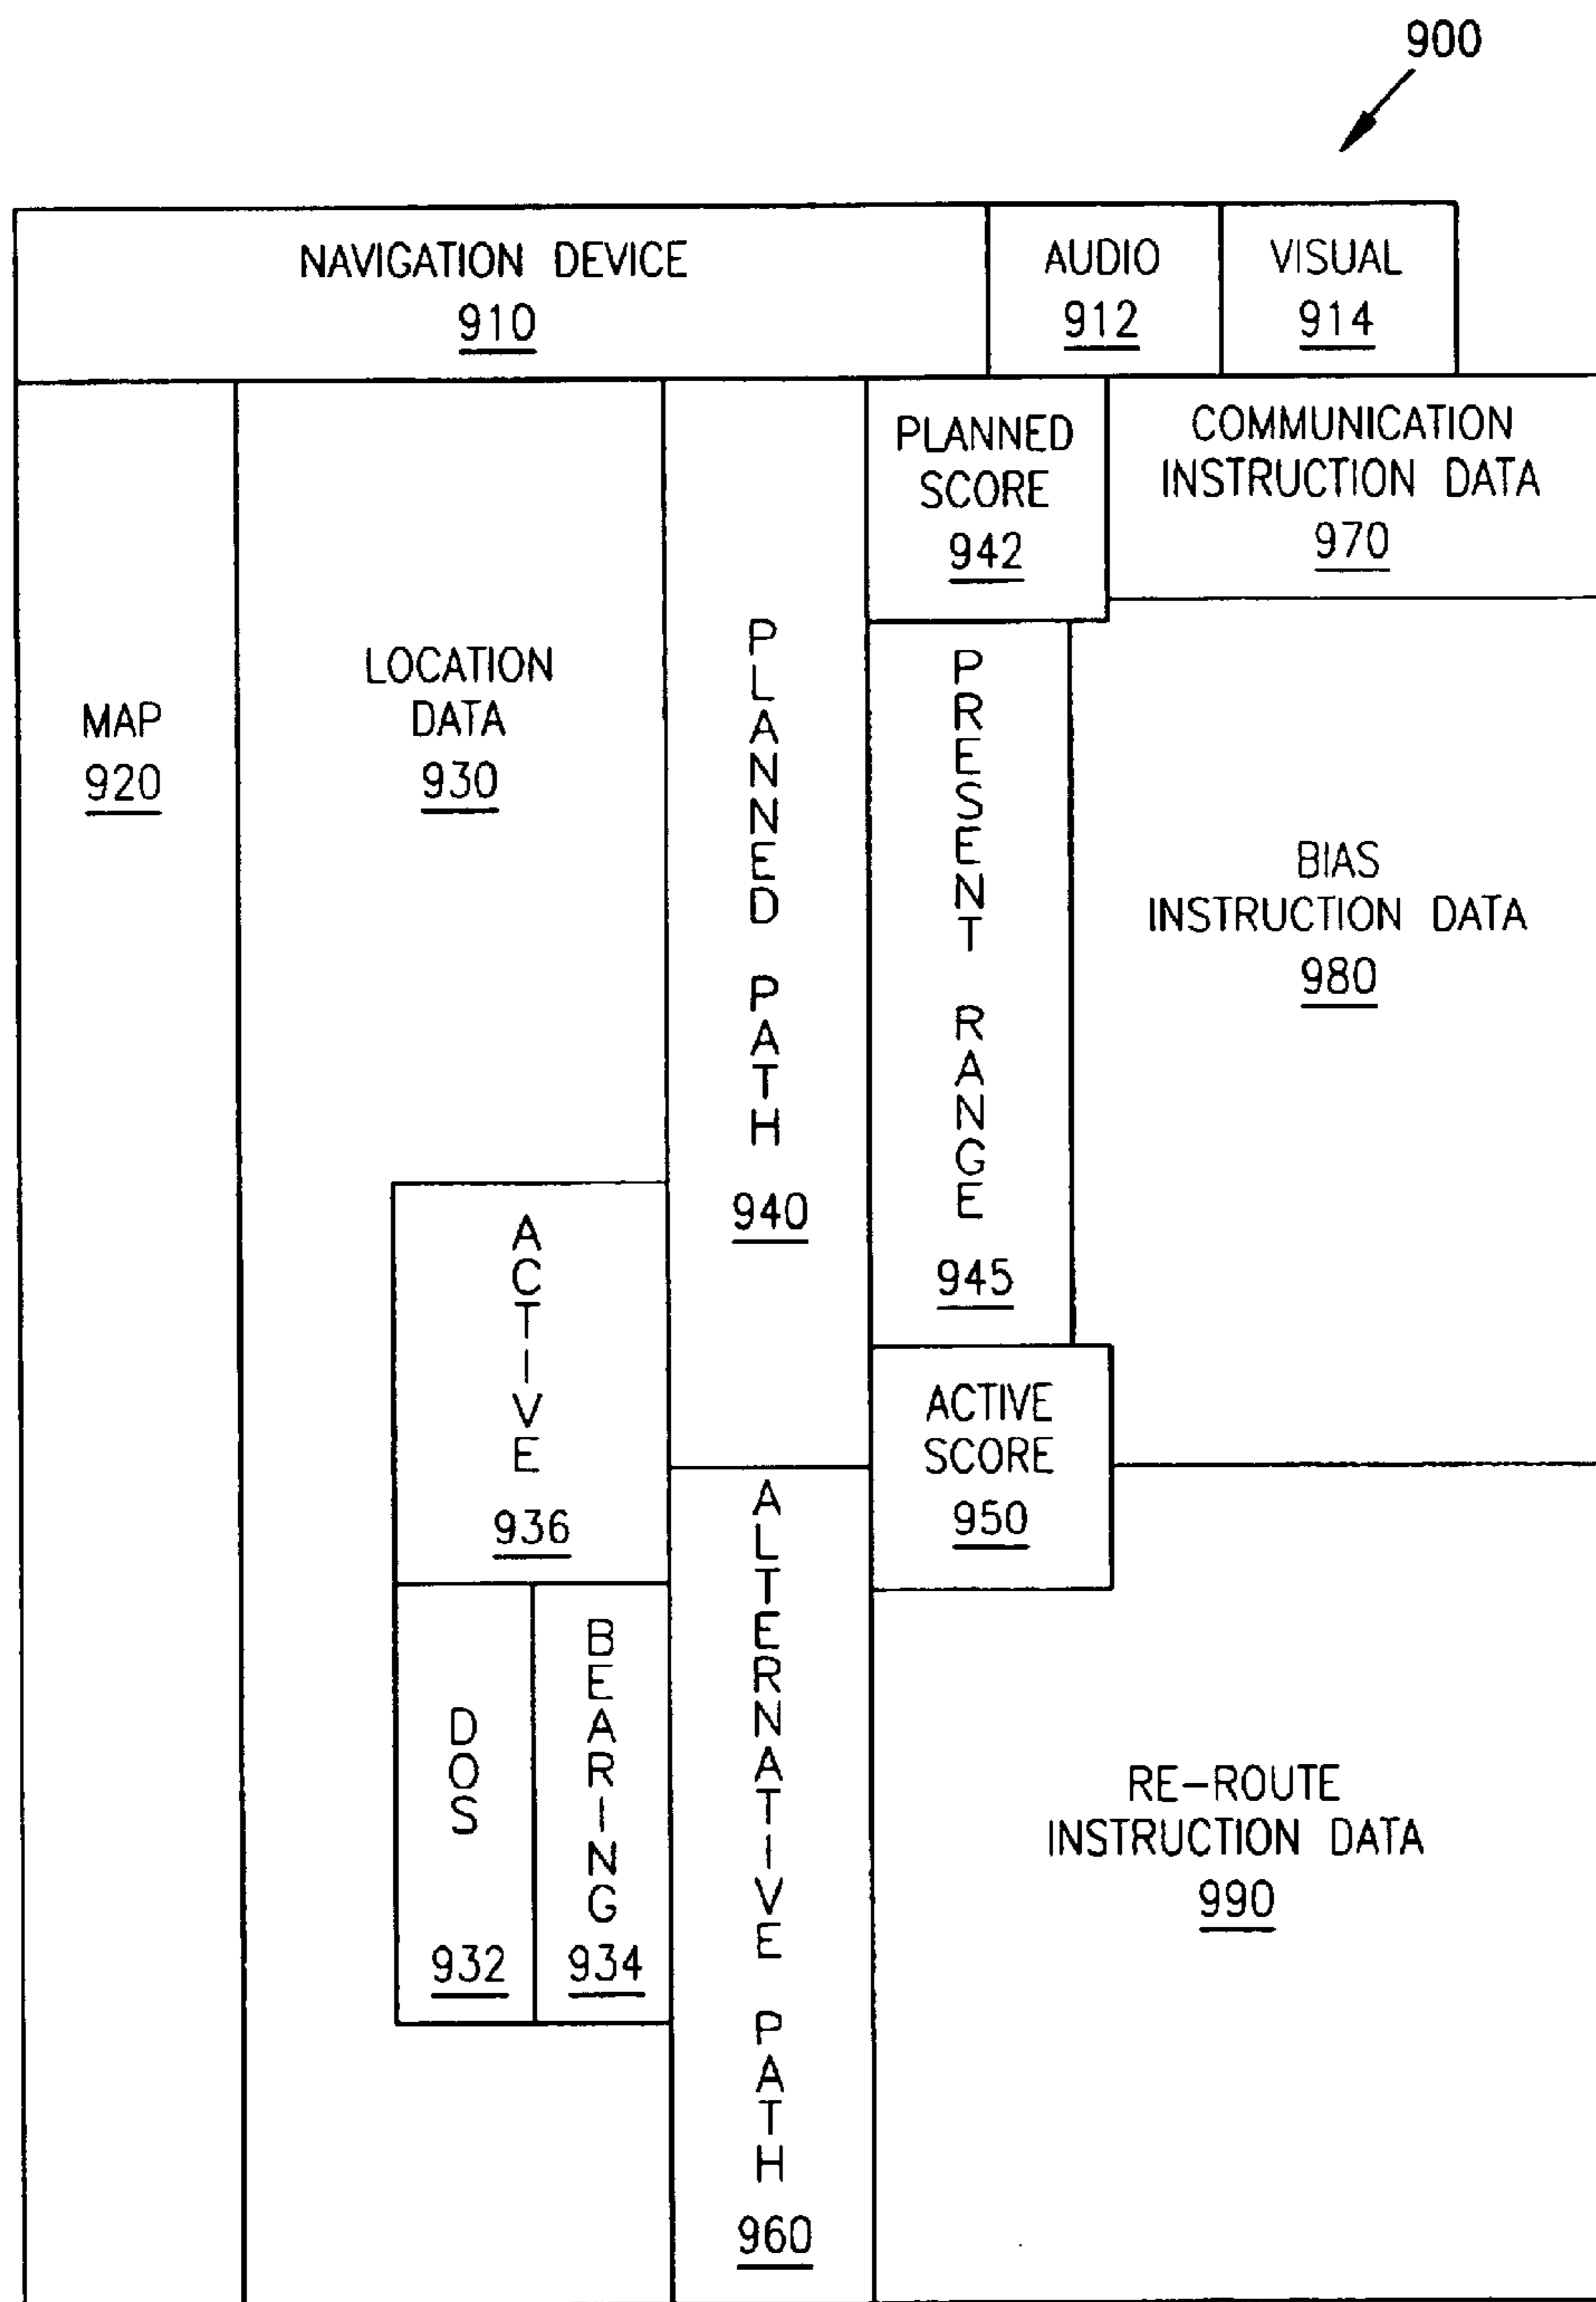 900
NAVIGATION DEVICE
910
AUDIO
912
VISUAL
914
MAP
920
LOCATION
DATA
930
PLANNED PATH
940
PLANNED
SCORE
942
COMMUNICATION
INSTRUCTION DATA
970
PRESENT RANGE
945
BIAS
INSTRUCTION DATA
980
ACTIVE
936
ACTIVE
SCORE
950
DOS
932
BEARING
934
ALTERNATIVE PATH
960
RE-ROUTE
INSTRUCTION DATA
990